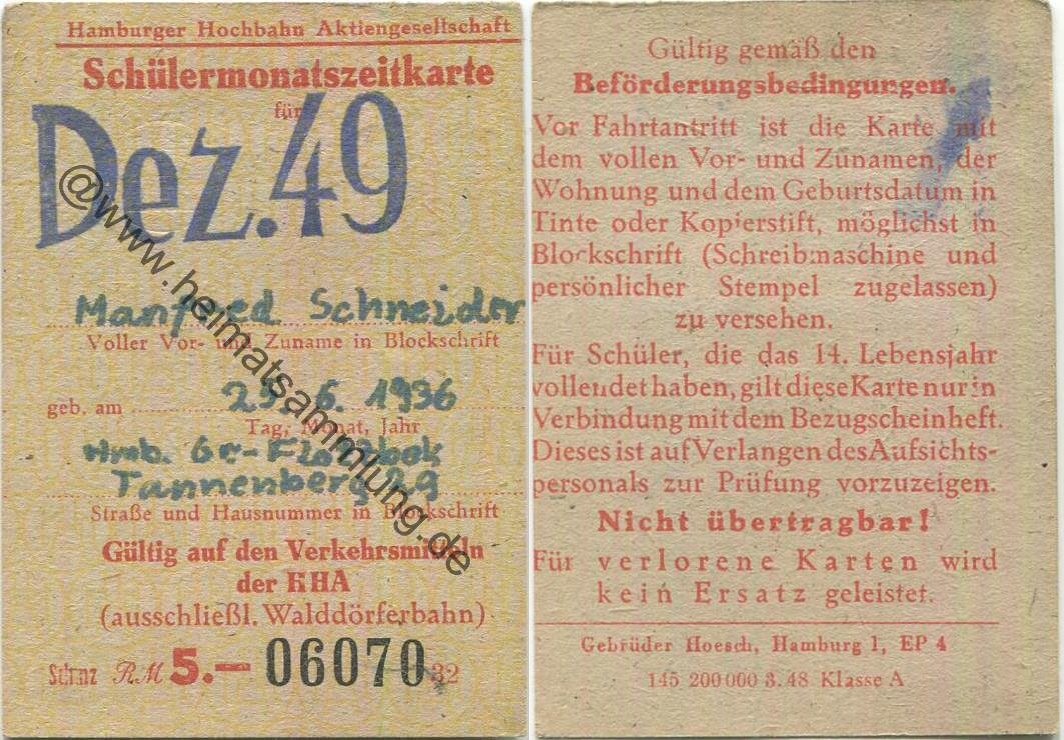 Hamburger Hochbahn Aktiengesellschaft
Schülermonatszeitkarte
für
Dez. 49
Manfred Schneider
Voller Vor- und Zuname in Blockschrift
geb. am 25. 6. 1936
Tag, Monat, Jahr
Hmb. Gr-Flottbek
Tannenberg 29
Straße und Hausnummer in Blockschrift
Gültig auf den Verkehrsmitteln
der HHA
(ausschließl. Walddörferbahn)
Schmz RM 5.— 06070 32
@www.heimatsammlung.de
Gültig gemäß den
Beförderungsbedingungen.
Vor Fahrtantritt ist die Karte mit
dem vollen Vor- und Zunamen, der
Wohnung und dem Geburtsdatum in
Tinte oder Kopierstift, möglichst in
Blockschrift (Schreibmaschine und
persönlicher Stempel zugelassen)
zu versehen.
Für Schüler, die das 14. Lebensjahr
vollendet haben, gilt diese Karte nur in
Verbindung mit dem Bezugscheinheft.
Dieses ist auf Verlangen des Aufsichts-
personals zur Prüfung vorzuzeigen.
Nicht übertragbar!
Für verlorene Karten wird
kein Ersatz geleistet.
Gebrüder Hoesch, Hamburg 1, EP 4
145 200 000 3. 48 Klasse A